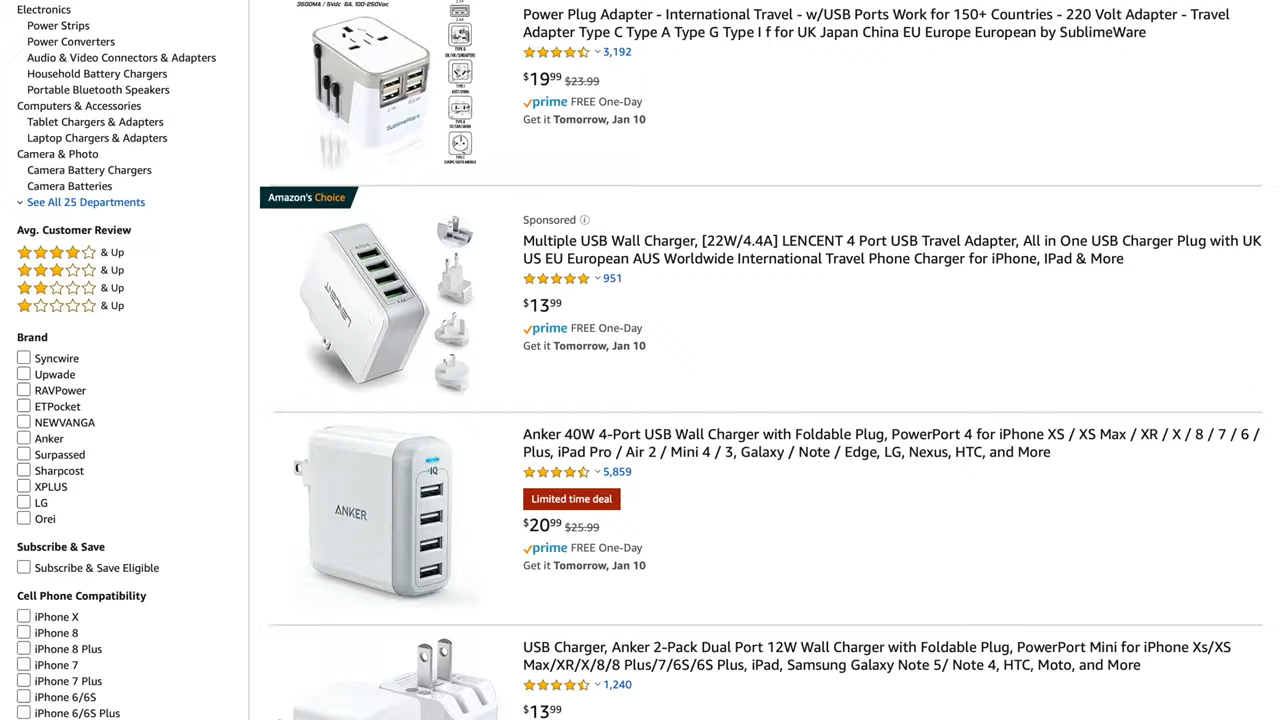 Electronics
Power Strips
Power Converters
Audio & Video Connectors & Adapters
Household Battery Chargers
Portable Bluetooth Speakers
Computers & Accessories
Tablet Chargers & Adapters
Laptop Chargers & Adapters
Camera & Photo
Camera Battery Chargers
Camera Batteries
See All 25 Departments
Avg. Customer Review
& Up
& Up
& Up
& Up
Brand
Syncwire
Upwade
RAVPower
ETPocket
NEWVANGA
Anker
Surpassed
Sharpcost
XPLUS
LG
Orei
Subscribe & Save
Subscribe & Save Eligible
Cell Phone Compatibility
iPhone X
iPhone 8
iPhone 8 Plus
iPhone 7
iPhone 7 Plus
iPhone 6/6S
iPhone 6/6S Plus
3500MA / 5Vdc 6A, 100-250Vac
SublimeWare
Power Plug Adapter - International Travel - w/USB Ports Work for 150+ Countries - 220 Volt Adapter - Travel
Adapter Type C Type A Type G Type I f for UK Japan China EU Europe European by SublimeWare
3,192
$19.99 $23.99
prime FREE One-Day
Get it Tomorrow, Jan 10
Amazon's Choice
LENCENT
Sponsored
Multiple USB Wall Charger, [22W/4.4A] LENCENT 4 Port USB Travel Adapter, All in One USB Charger Plug with UK
US EU European AUS Worldwide International Travel Phone Charger for iPhone, IPad & More
951
$13.99
prime FREE One-Day
Get it Tomorrow, Jan 10
IQ
ANKER
Anker 40W 4-Port USB Wall Charger with Foldable Plug, PowerPort 4 for iPhone XS / XS Max / XR / X / 8 / 7 / 6 /
Plus, iPad Pro / Air 2 / Mini 4 / 3, Galaxy / Note / Edge, LG, Nexus, HTC, and More
5,859
Limited time deal
$20.99 $25.99
prime FREE One-Day
Get it Tomorrow, Jan 10
USB Charger, Anker 2-Pack Dual Port 12W Wall Charger with Foldable Plug, PowerPort Mini for iPhone Xs/XS
Max/XR/X/8/8 Plus/7/6S/6S Plus, iPad, Samsung Galaxy Note 5/ Note 4, HTC, Moto, and More
1,240
$13.99